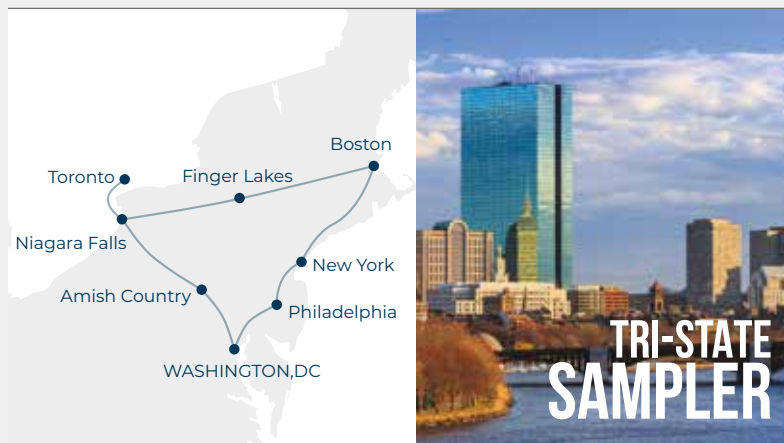 Boston
Toronto
Finger Lakes
Niagara Falls
New York
Amish Country
Philadelphia
WASHINGTON,DC
TRI-STATE
SAMPLER